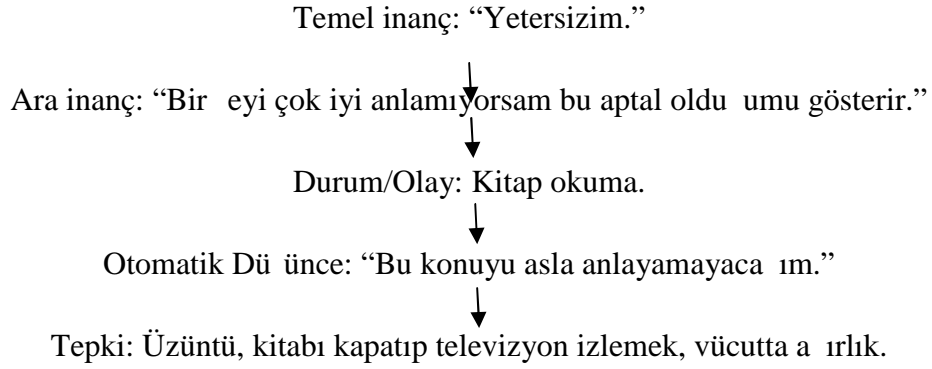 Temel inanç: “Yetersizim.”
Ara inanç: “Bir eyi çok iyi anlamıyorsam bu aptal oldu umu gösterir.”
Durum/Olay: Kitap okuma.
Otomatik Dü ünce: “Bu konuyu asla anlayamayaca ım.”
Tepki: Üzüntü, kitabı kapatıp televizyon izlemek, vücutta a ırlık.